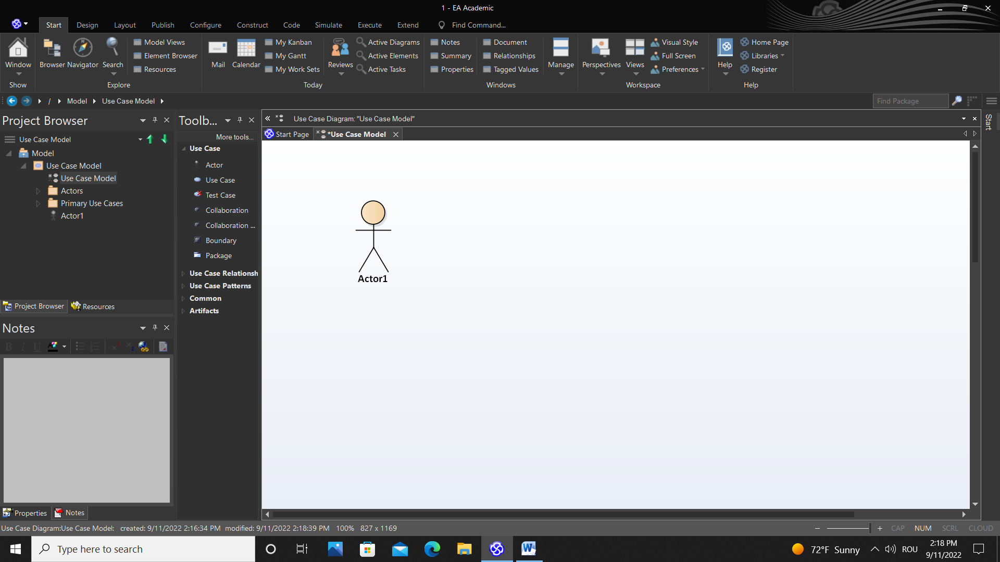 1 - EA Academic
Start Design Layout Publish Configure Construct Code Simulate Execute Extend Find Command...
Window
Show
Browser Navigator Search
Model Views
Element Browser
Resources
Explore
Mail Calendar
My Kanban
My Gantt
My Work Sets
Today
Reviews
Active Diagrams
Active Elements
Active Tasks
Notes
Summary
Properties
Document
Relationships
Tagged Values
Windows
Manage
Perspectives Views
Visual Style
Full Screen
Preferences
Workspace
Help
Home Page
Libraries
Register
Help
/ Model Use Case Model
Find Package
Project Browser
Use Case Model
Model
Use Case Model
Use Case Model
Actors
Primary Use Cases
Actor1
Project Browser Resources
Notes
B I U
Properties Notes
Toolb...
More tools...
Use Case
Actor
Use Case
Test Case
Collaboration
Collaboration ...
Boundary
Package
Use Case Relationsh
Use Case Patterns
Common
Artifacts
Use Case Diagram: "Use Case Model"
Start Page *Use Case Model
Actor1
Start
Use Case Diagram:Use Case Model: created: 9/11/2022 2:16:34 PM modified: 9/11/2022 2:18:39 PM 100% 827 x 1169
CAP NUM SCRL CLOUD
Type here to search
72°F Sunny
ROU
2:18 PM
9/11/2022